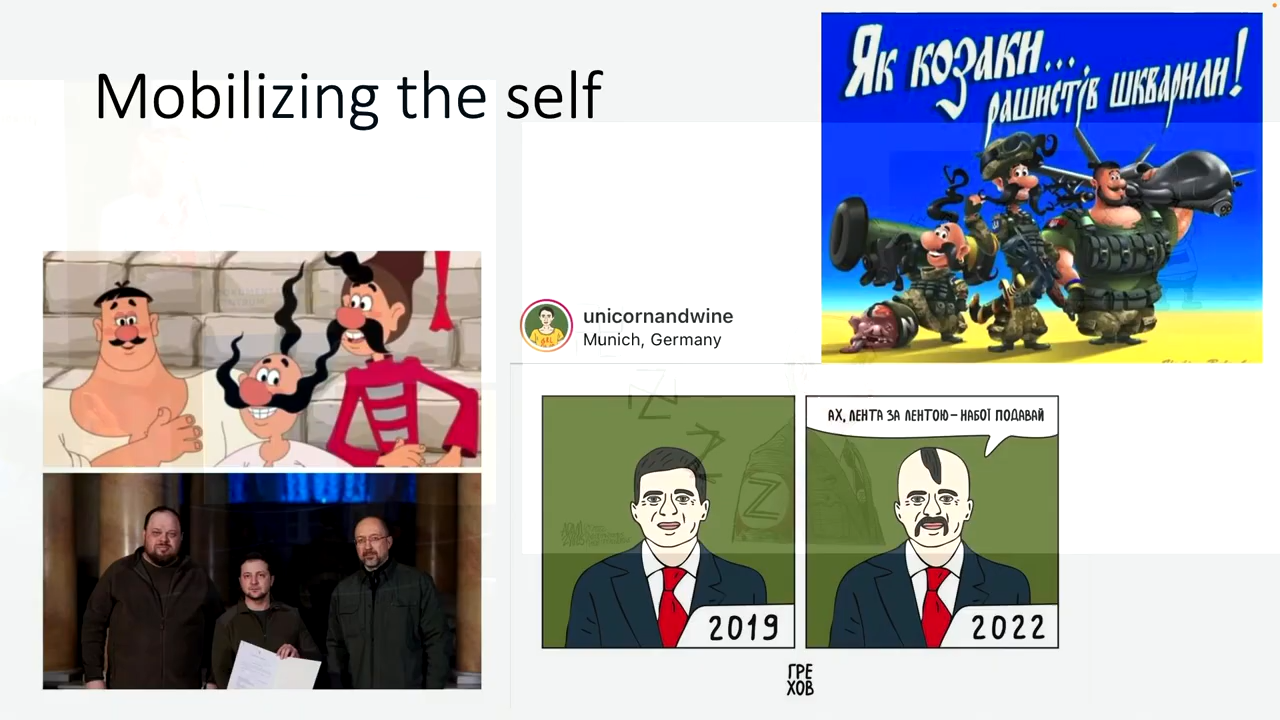 Mobilizing the self
Як козаки...
рашистів шкварили!
unicornandwine
Munich, Germany
АХ, ЛЕНТА ЗА ЛЕНТОЮ – НАБОЇ ПОДАВАЙ
2019
2022
ГРЕ
ХОВ